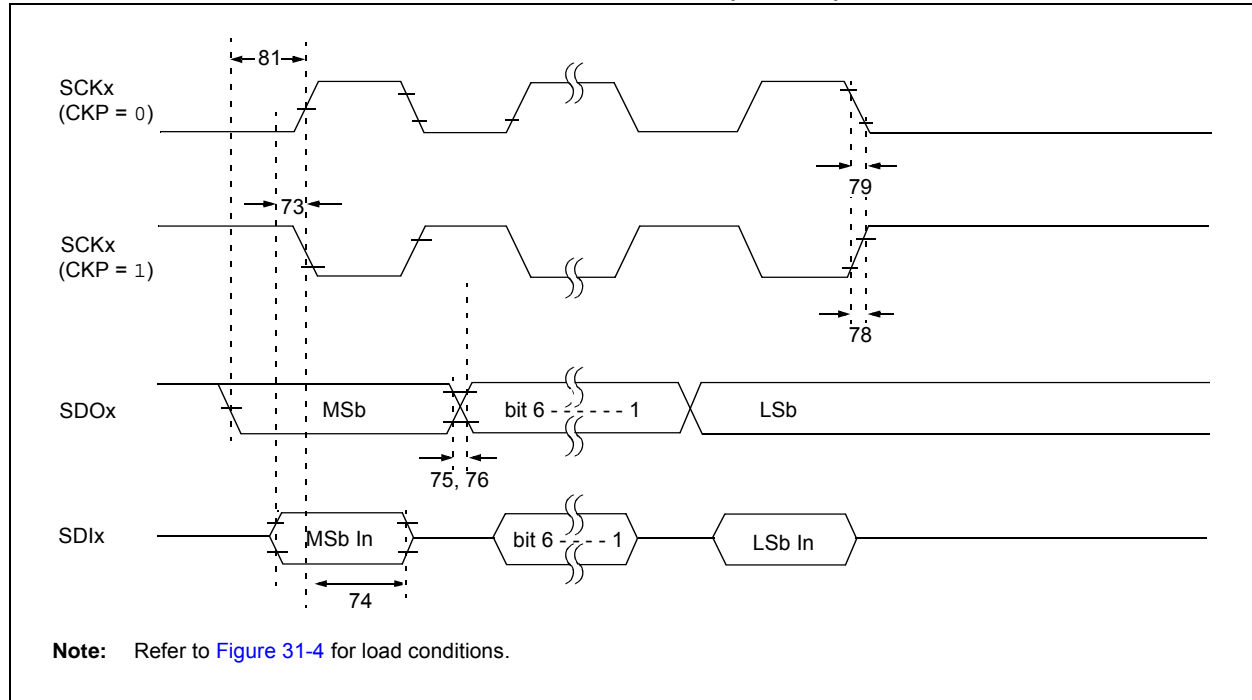 81
SCKx
(CKP = 0)
79
73
SCKx
(CKP = 1)
78
SDOx
MSb
bit 6 - - - - - - 1
LSb
75, 76
SDIx
MSb In
bit 6 - - - - - 1
LSb In
74
Note: Refer to Figure 31-4 for load conditions.